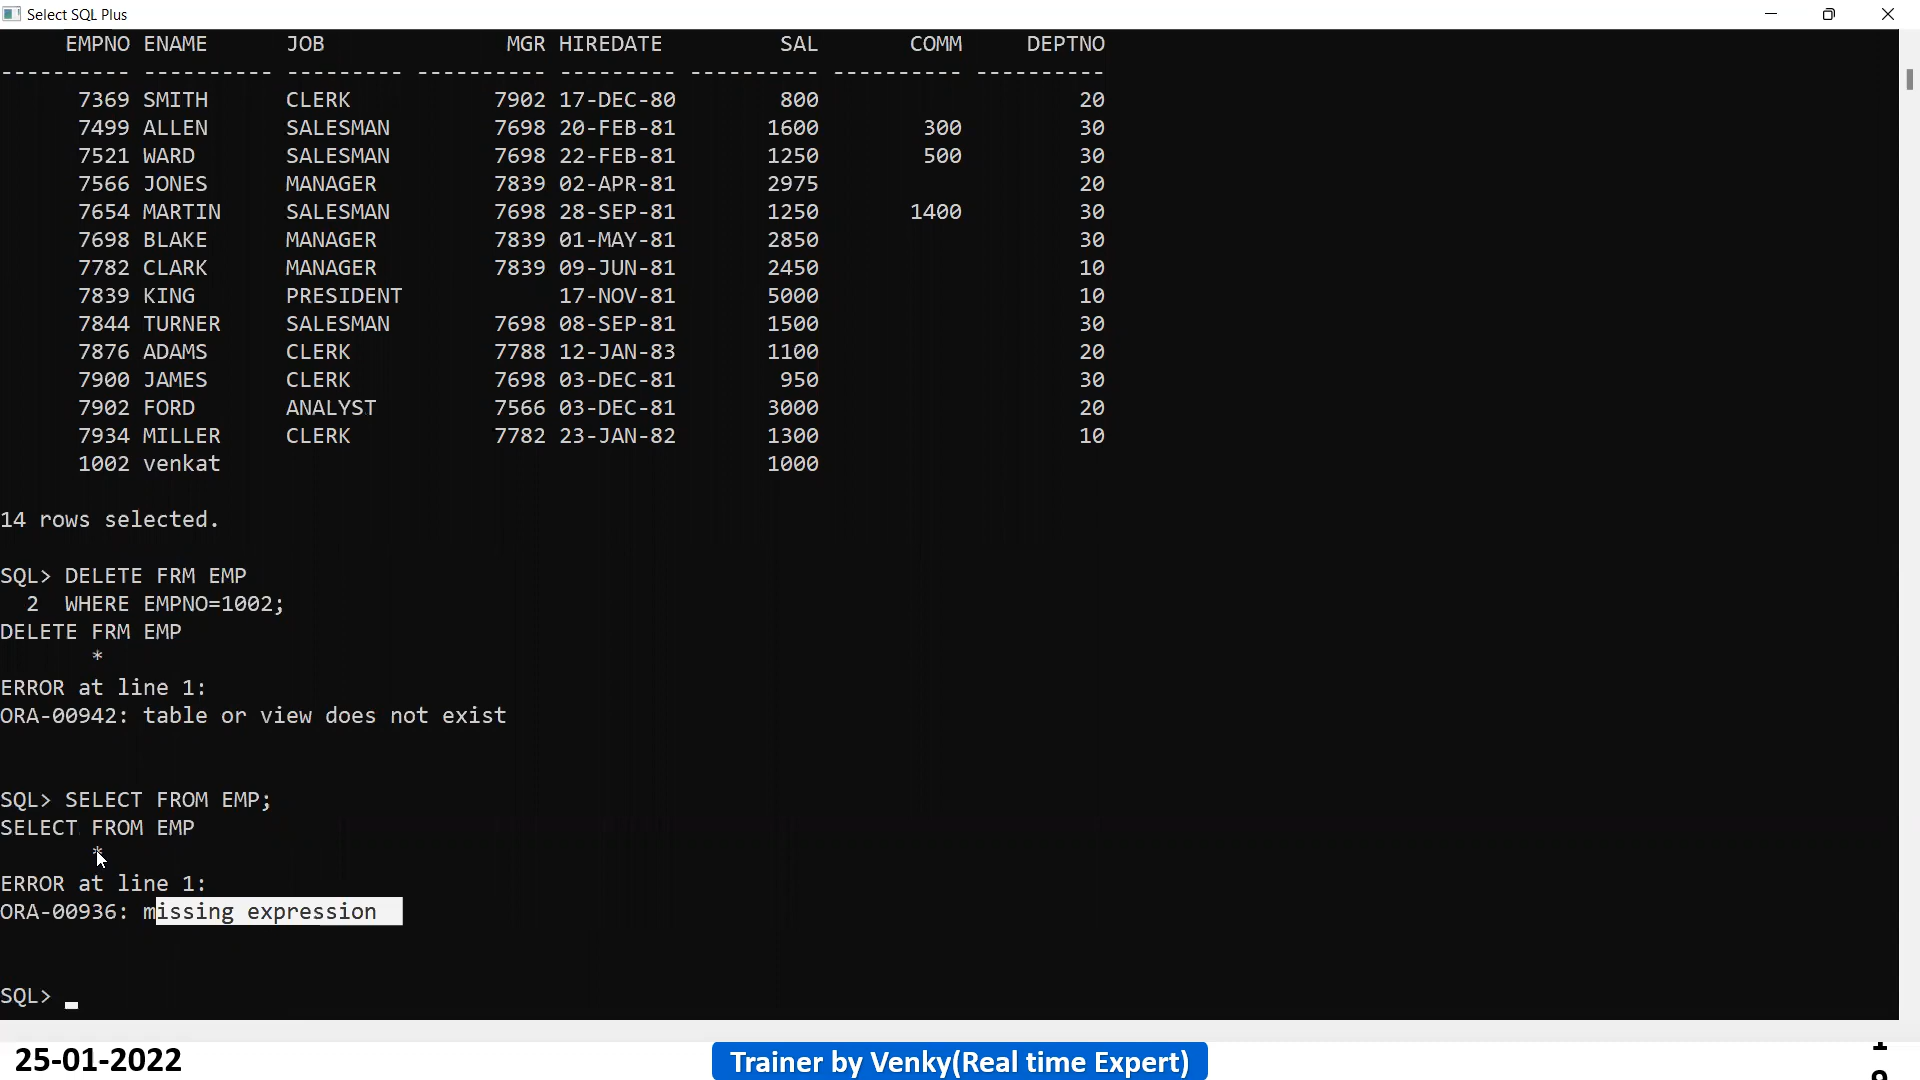 Select SQL Plus
EMPNO ENAME JOB MGR HIREDATE SAL COMM DEPTNO
---------- ---------- --------- ---------- --------- ---------- ---------- ----------
7369 SMITH CLERK 7902 17-DEC-80 800 20
7499 ALLEN SALESMAN 7698 20-FEB-81 1600 300 30
7521 WARD SALESMAN 7698 22-FEB-81 1250 500 30
7566 JONES MANAGER 7839 02-APR-81 2975 20
7654 MARTIN SALESMAN 7698 28-SEP-81 1250 1400 30
7698 BLAKE MANAGER 7839 01-MAY-81 2850 30
7782 CLARK MANAGER 7839 09-JUN-81 2450 10
7839 KING PRESIDENT 17-NOV-81 5000 10
7844 TURNER SALESMAN 7698 08-SEP-81 1500 30
7876 ADAMS CLERK 7788 12-JAN-83 1100 20
7900 JAMES CLERK 7698 03-DEC-81 950 30
7902 FORD ANALYST 7566 03-DEC-81 3000 20
7934 MILLER CLERK 7782 23-JAN-82 1300 10
1002 venkat 1000
14 rows selected.
SQL> DELETE FRM EMP
2 WHERE EMPNO=1002;
DELETE FRM EMP
*
ERROR at line 1:
ORA-00942: table or view does not exist
SQL> SELECT FROM EMP;
SELECT FROM EMP
*
ERROR at line 1:
ORA-00936: missing expression
SQL>
25-01-2022
Trainer by Venky(Real time Expert)